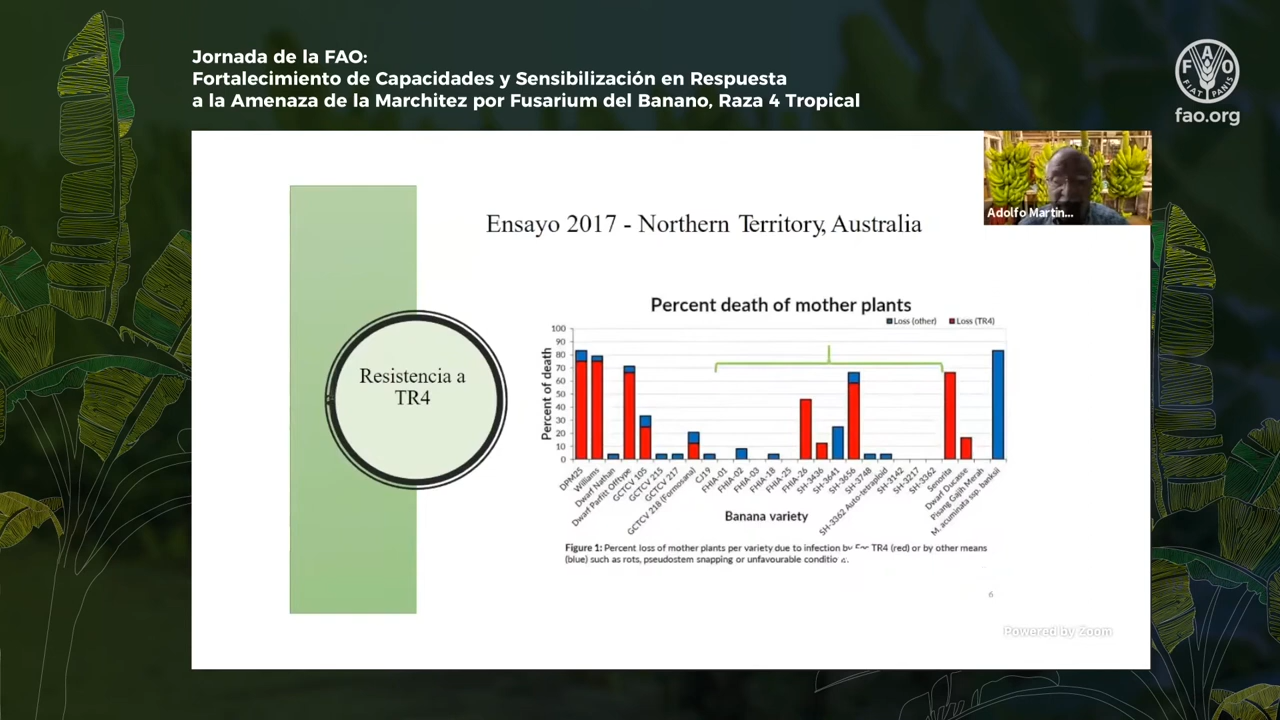 Jornada de la FAO:
Fortalecimiento de Capacidades y Sensibilización en Respuesta
a la Amenaza de la Marchitez por Fusarium del Banano, Raza 4 Tropical
F A O
FIAT PANIS
fao.org
Adolfo Martin...
Ensayo 2017 - Northern Territory, Australia
Resistencia a
TR4
Percent death of mother plants
Loss (other) Loss (TR4)
Percent of death
100
90
80
70
60
50
40
30
20
10
0
DPM25
Williams
Dwarf Nathan
Dwarf Parfitt Offtype
GCTCV 105
GCTCV 215
GCTCV 217
GCTCV 218 (Formosana)
CJ19
FHIA-01
FHIA-02
FHIA-03
FHIA-18
FHIA-25
FHIA-26
SH-3436
SH-3641
SH-3656
SH-3748
SH-3362 Auto-tetraploid
SH-3142
SH-3217
SH-3362
Senorita
Dwarf Ducasse
Pisang Gajih Merah
M. acuminata ssp. banksii
Banana variety
Figure 1: Percent loss of mother plants per variety due to infection by TR4 (red) or by other means
(blue) such as rots, pseudostem snapping or unfavourable
6
Powered by Zoom